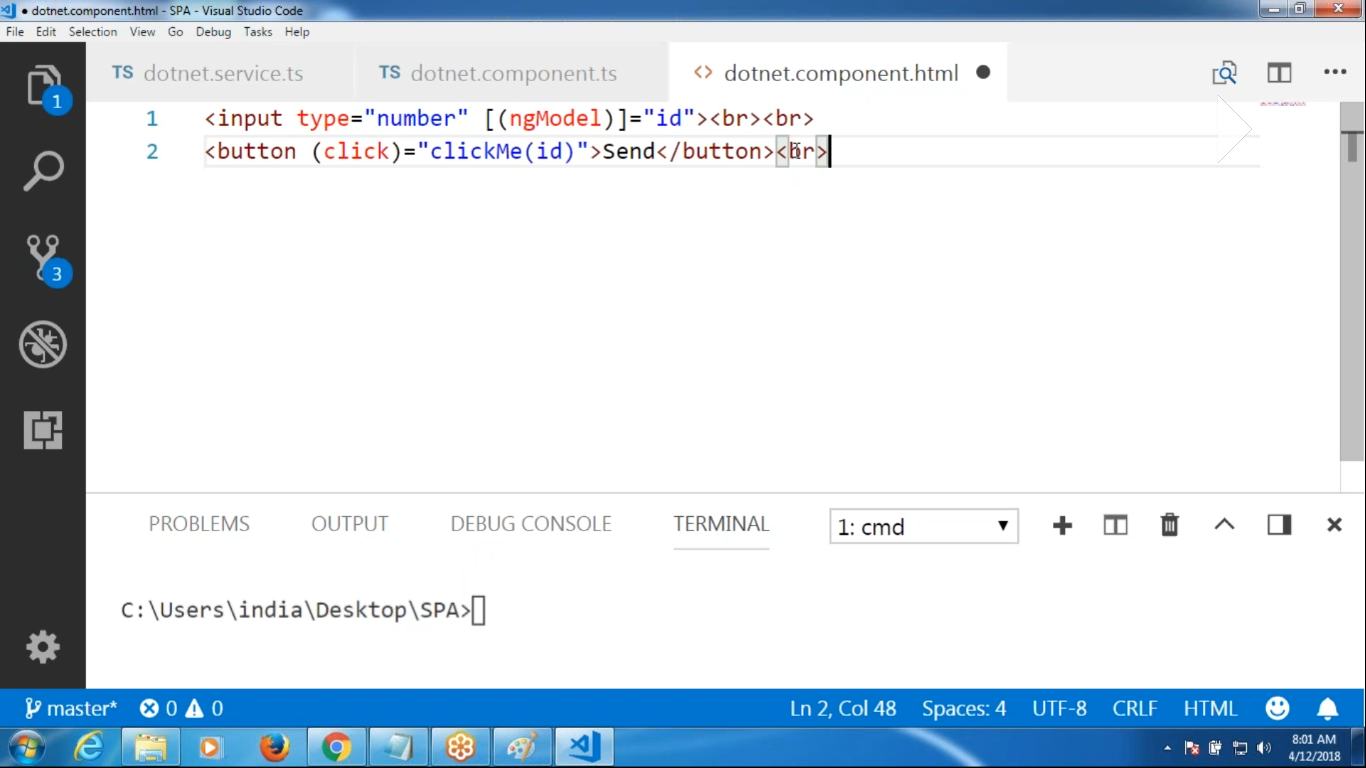 ● dotnet.component.html - SPA - Visual Studio Code
File Edit Selection View Go Debug Tasks Help
TS dotnet.service.ts TS dotnet.component.ts <> dotnet.component.html ●
1 <input type="number" [(ngModel)]="id"><br><br>
2 <button (click)="clickMe(id)">Send</button><br>
1
3
PROBLEMS OUTPUT DEBUG CONSOLE TERMINAL 1: cmd
C:\Users\india\Desktop\SPA>
master* 0 0 Ln 2, Col 48 Spaces: 4 UTF-8 CRLF HTML
8:01 AM
4/12/2018